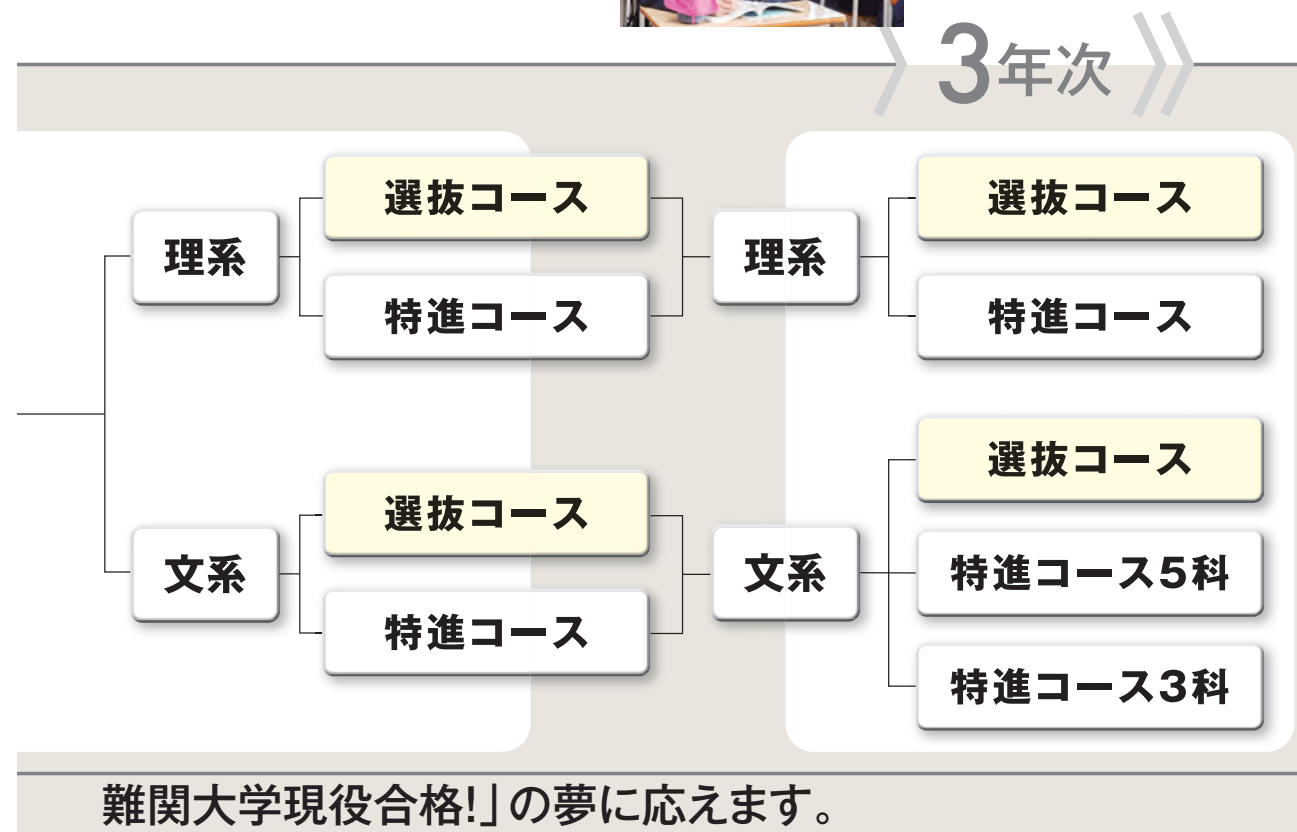 3年次
理系
選抜コース
特進コース
文系
選抜コース
特進コース
理系
選抜コース
特進コース
文系
選抜コース
特進コース5科
特進コース3科
難関大学現役合格!」の夢に応えます。